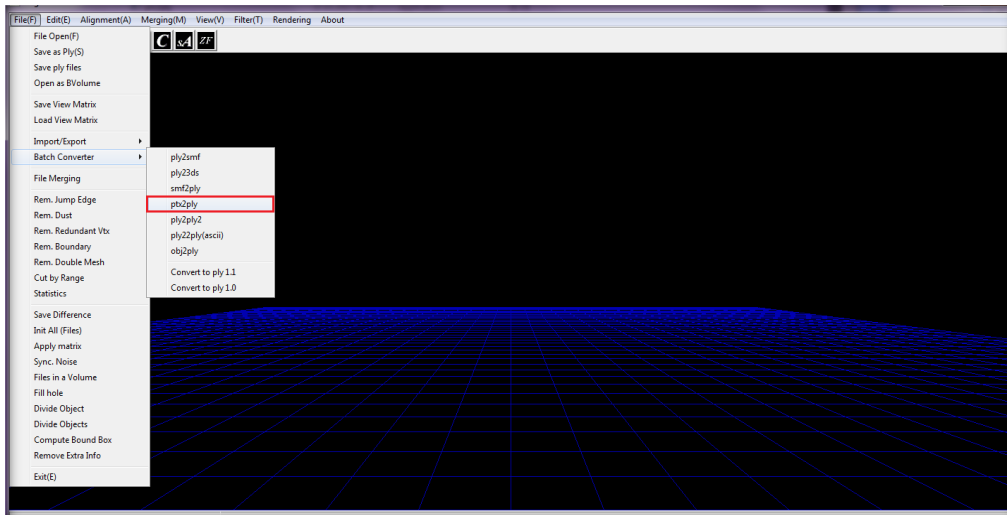 File(F) Edit(E) Alignment(A) Merging(M) View(V) Filter(T) Rendering About
C sA ZF
File Open(F)
Save as Ply(S)
Save ply files
Open as BVolume
Save View Matrix
Load View Matrix
Import/Export
Batch Converter
File Merging
Rem. Jump Edge
Rem. Dust
Rem. Redundant Vtx
Rem. Boundary
Rem. Double Mesh
Cut by Range
Statistics
Save Difference
Init All (Files)
Apply matrix
Sync. Noise
Files in a Volume
Fill hole
Divide Object
Divide Objects
Compute Bound Box
Remove Extra Info
Exit(E)
ply2smf
ply23ds
smf2ply
ptx2ply
ply2ply2
ply22ply(ascii)
obj2ply
Convert to ply 1.1
Convert to ply 1.0